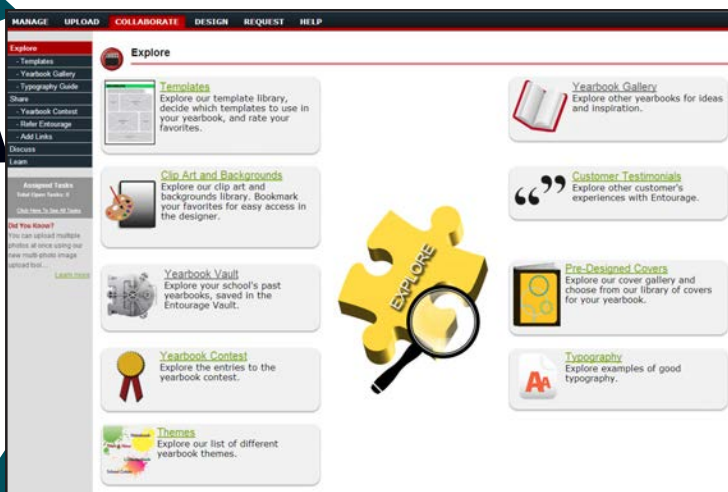 MANAGE UPLOAD COLLABORATE DESIGN REQUEST HELP
Explore
- Templates
- Yearbook Gallery
- Typography Guide
Share
- Yearbook Contest
- Refer Entourage
- Add Links
Discuss
Learn
Assigned Tasks
Total Open Tasks: 0
Click Here To See All Tasks
Did You Know?
You can upload multiple
photos at once using our
new multi-photo image
upload tool....
Learn more
Explore
Templates
Explore our template library,
decide which templates to use in
your yearbook, and rate your
favorites.
Clip Art and Backgrounds
Explore our clip art and
backgrounds library. Bookmark
your favorites for easy access in
the designer.
Yearbook Vault
Explore your school's past
yearbooks, saved in the
Entourage Vault.
Yearbook Contest
Explore the entries to the
yearbook contest.
Themes
Explore our list of different
yearbook themes.
EXPLORE
Yearbook Gallery
Explore other yearbooks for ideas
and inspiration.
Customer Testimonials
Explore other customer's
experiences with Entourage.
Pre-Designed Covers
Explore our cover gallery and
choose from our library of covers
for your yearbook.
AA
Typography
Explore examples of good
typography.